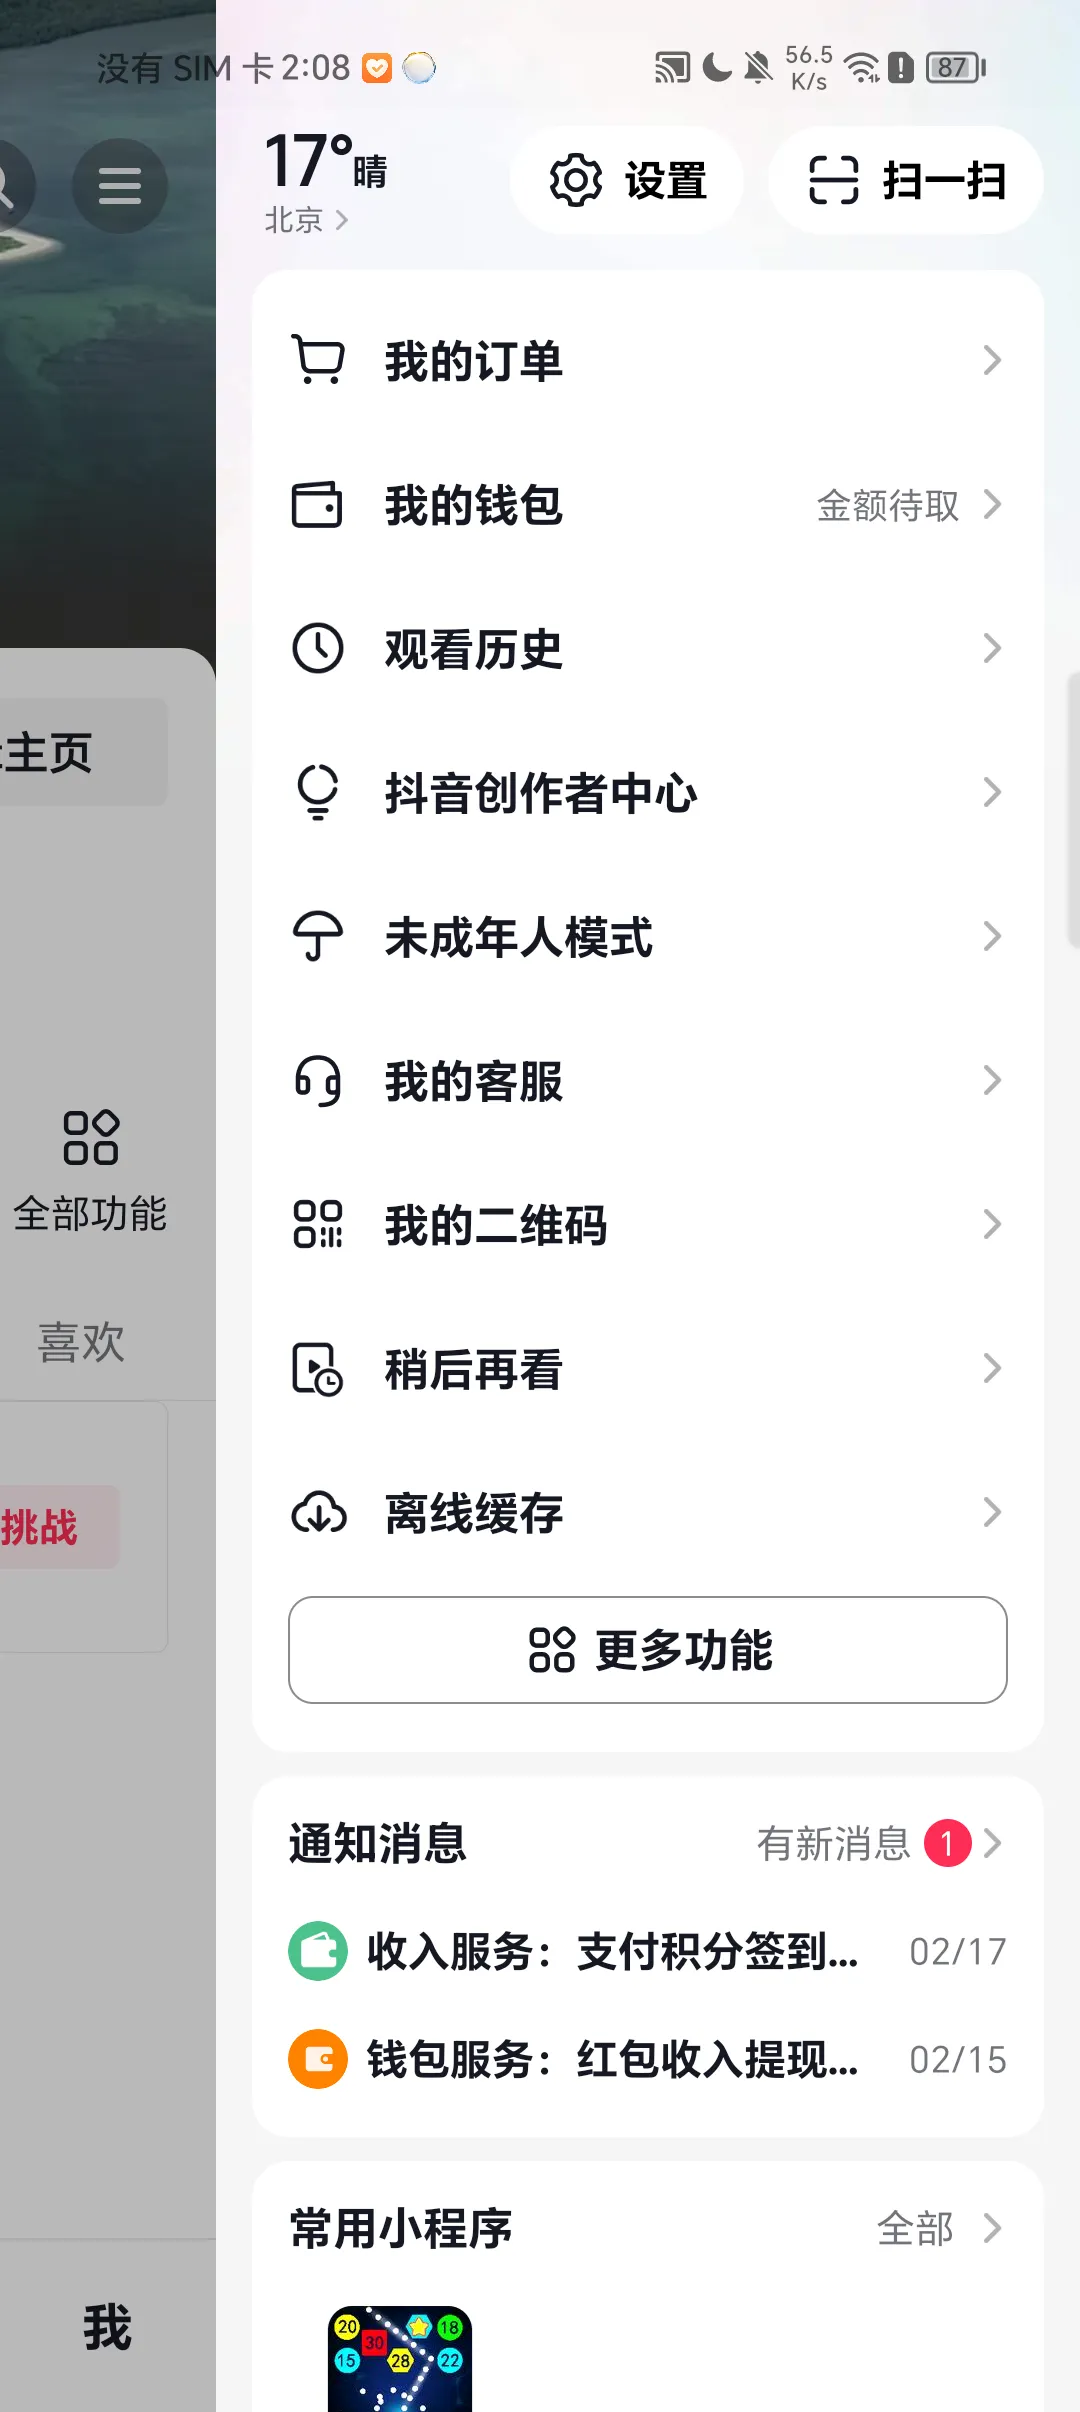 没有 SIM 卡 2:08
56.5
K/s
87
17°晴
北京
设置
扫一扫
我的订单
我的钱包 金额待取
观看历史
主页
抖音创作者中心
未成年人模式
我的客服
全部功能
我的二维码
喜欢
稍后再看
离线缓存
挑战
更多功能
通知消息 有新消息 1
收入服务：支付积分签到... 02/17
钱包服务：红包收入提现... 02/15
常用小程序 全部
我
20 18
30
15 28 22